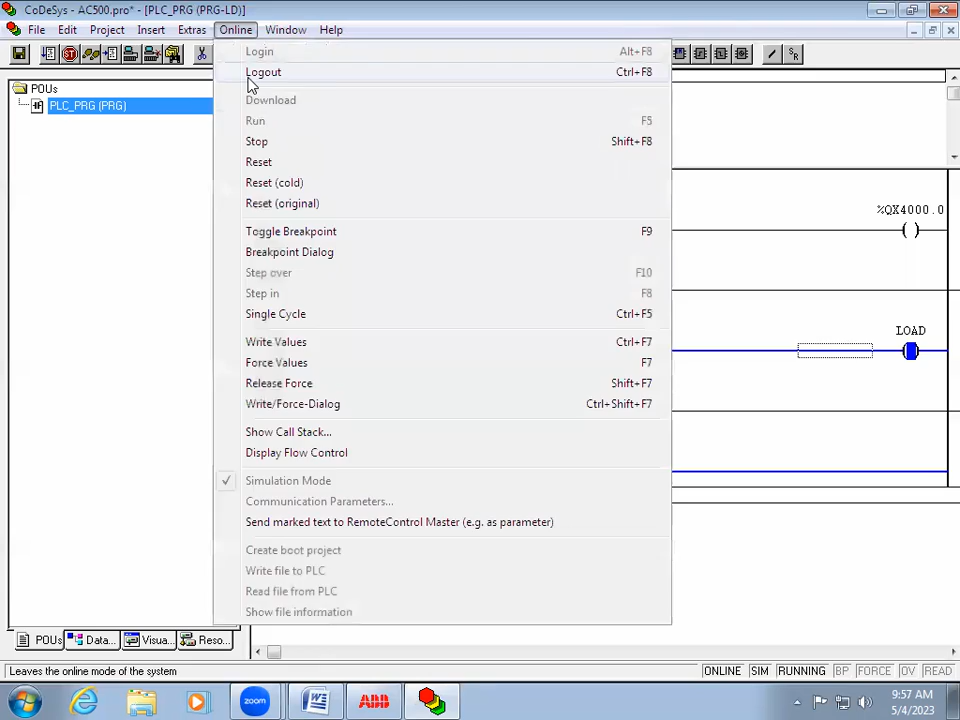 CoDeSys - AC500.pro* - [PLC_PRG (PRG-LD)]
File Edit Project Insert Extras Online Window Help
STOP
S R
POUs
PLC_PRG (PRG)
Login Alt+F8
Logout Ctrl+F8
Download
Run F5
Stop Shift+F8
Reset
Reset (cold)
Reset (original)
Toggle Breakpoint F9
Breakpoint Dialog
Step over F10
Step in F8
Single Cycle Ctrl+F5
Write Values Ctrl+F7
Force Values F7
Release Force Shift+F7
Write/Force-Dialog Ctrl+Shift+F7
Show Call Stack...
Display Flow Control
Simulation Mode
Communication Parameters...
Send marked text to RemoteControl Master (e.g. as parameter)
Create boot project
Write file to PLC
Read file from PLC
Show file information
%QX4000.0
LOAD
POUs Data... Visua... Reso...
Leaves the online mode of the system
ONLINE SIM RUNNING BP FORCE OV READ
zoom
ABB
9:57 AM
5/4/2023